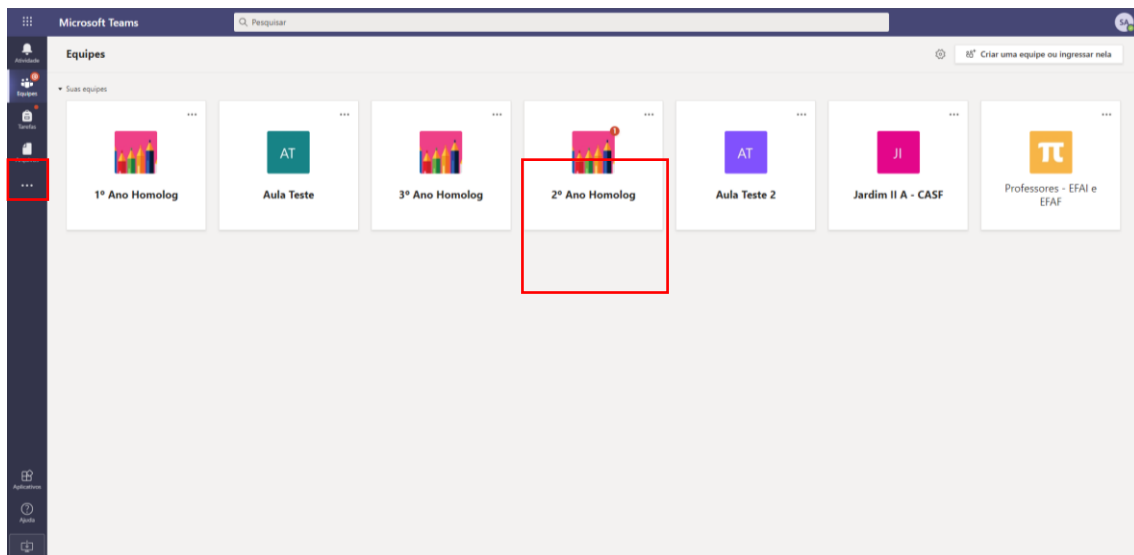 Microsoft Teams
Pesquisar
SA
Atividade
Equipes
Criar uma equipe ou ingressar nela
Equipes
Suas equipes
Tarefas
1
AT
AT
JI
1º Ano Homolog
Aula Teste
3º Ano Homolog
2º Ano Homolog
Aula Teste 2
Jardim II A - CASF
Professores - EFAI e
EFAF
Aplicativos
Ajuda